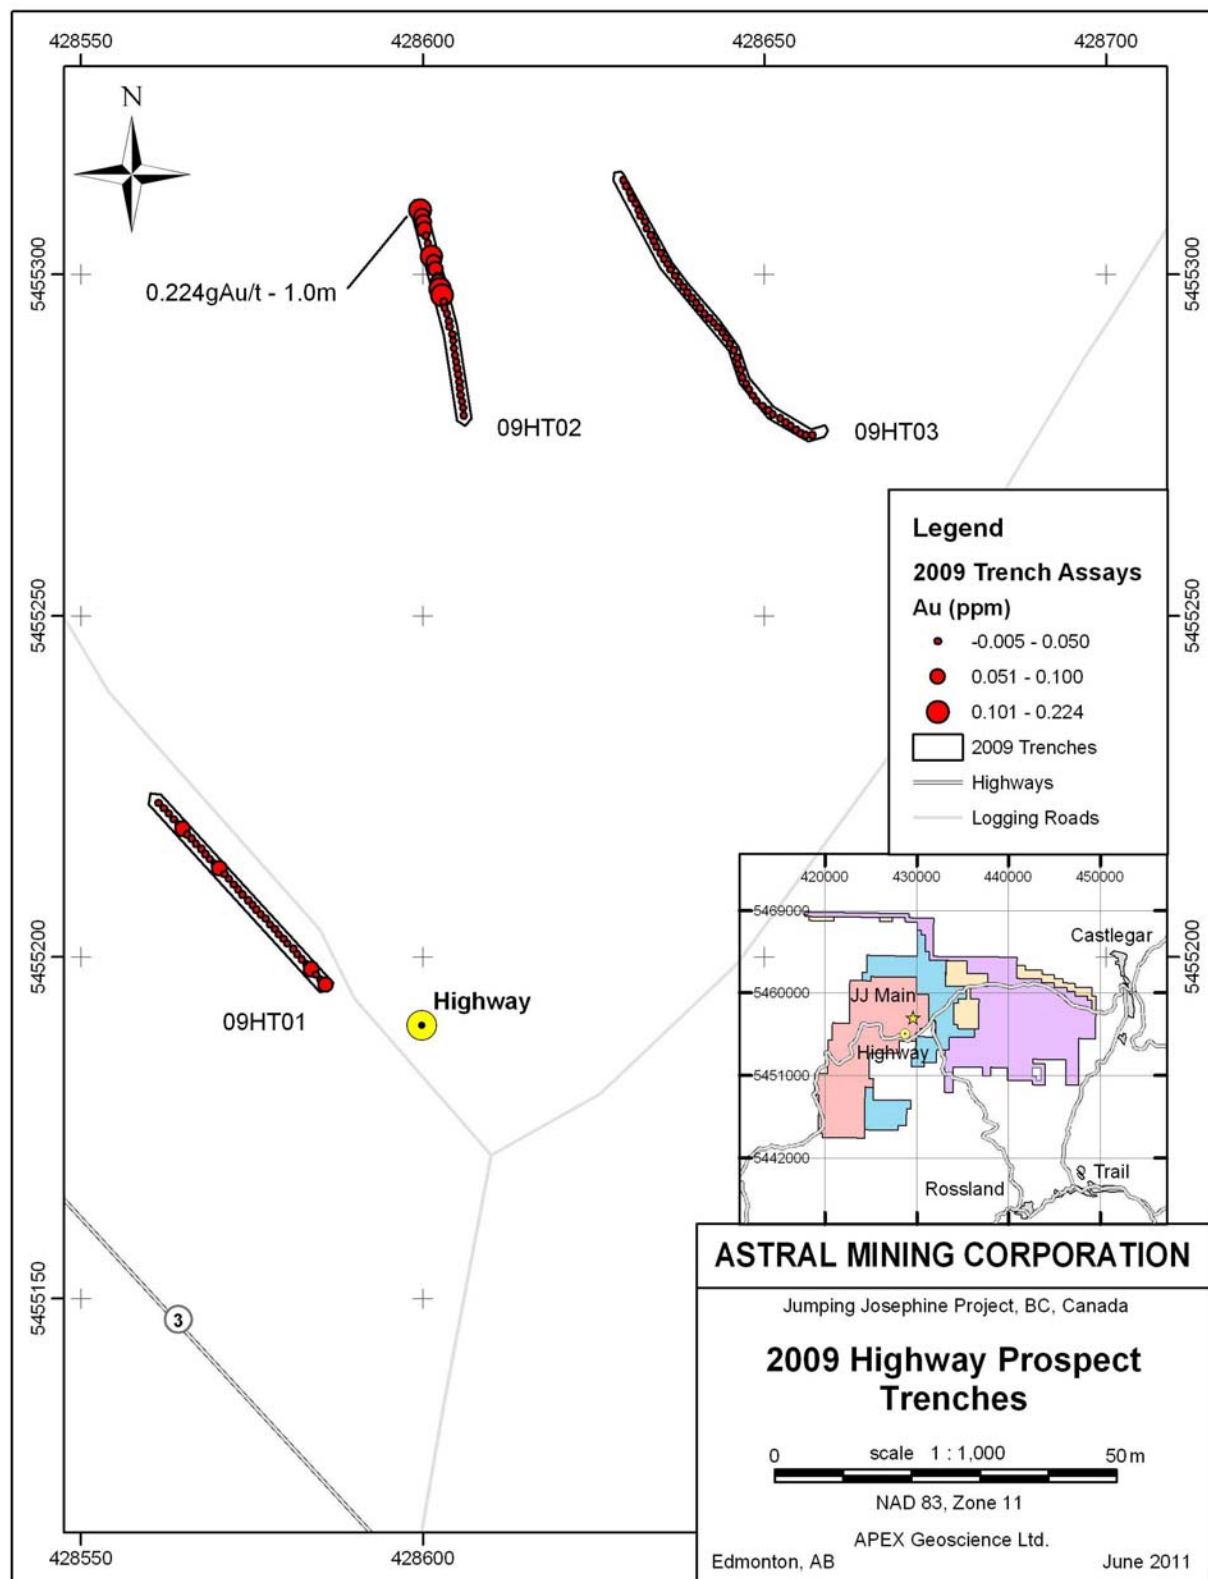 428550
428600
428650
428700
N
5455300
5455300
0.224gAu/t - 1.0m
09HT02
09HT03
Legend
2009 Trench Assays
Au (ppm)
-0.005 - 0.050
0.051 - 0.100
0.101 - 0.224
2009 Trenches
Highways
Logging Roads
5455250
5455250
420000
430000
440000
450000
5469000
5460000
5451000
5442000
Castlegar
JJ Main
Highway
Rossland
Trail
5455200
5455200
09HT01
Highway
5455150
3
ASTRAL MINING CORPORATION
Jumping Josephine Project, BC, Canada
2009 Highway Prospect
Trenches
0
scale 1 : 1,000
50 m
NAD 83, Zone 11
APEX Geoscience Ltd.
Edmonton, AB
June 2011
428550
428600